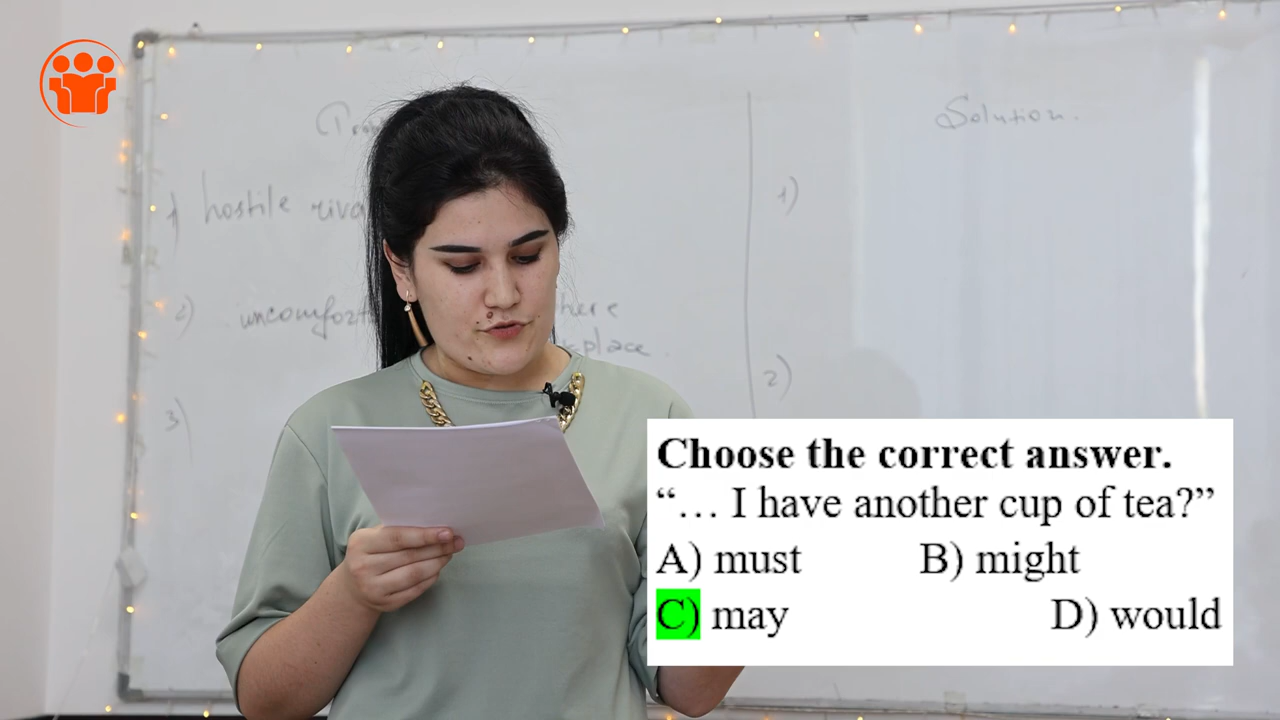 Solution.
1) hostile
1)
2) uncomfort
place.
2)
3)
Choose the correct answer.
“… I have another cup of tea?”
A) must B) might
C) may D) would